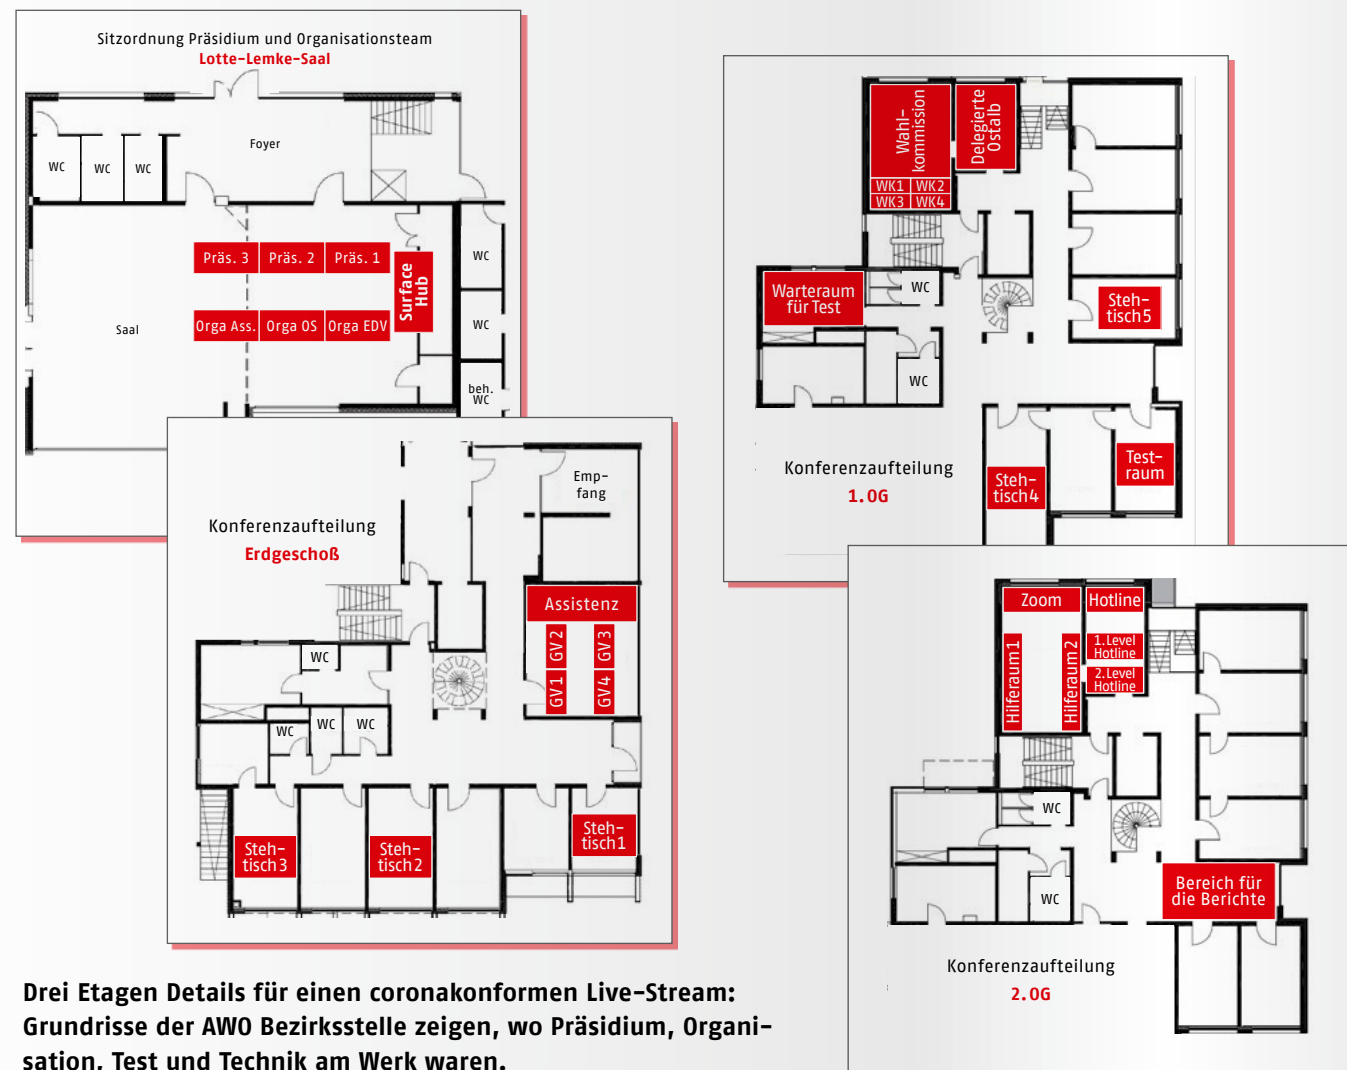 Sitzordnung Präsidium und Organisationsteam
Lotte-Lemke-Saal
Foyer
WC
WC
WC
Präs. 3
Präs. 2
Präs. 1
Surface
Hub
Saal
Orga Ass.
Orga OS
Orga EDV
WC
WC
beh.
WC
Konferenzaufteilung
Erdgeschoß
Emp-
fang
Assistenz
GV 2
GV 3
GV 1
GV 4
WC
WC
WC
WC
Steh-
tisch 3
Steh-
tisch 2
Steh-
tisch 1
Wahl-
kommission
WK1
WK2
WK3
WK4
Delegierte
Ostalb
Warteraum
für Test
WC
WC
Steh-
tisch 5
Konferenzaufteilung
1. OG
Steh-
tisch 4
Test-
raum
Zoom
Hotline
Hilferaum 1
Hilferaum 2
1. Level
Hotline
2. Level
Hotline
WC
WC
Bereich für
die Berichte
Konferenzaufteilung
2. OG
Drei Etagen Details für einen coronakonformen Live-Stream:
Grundrisse der AWO Bezirksstelle zeigen, wo Präsidium, Organi-
sation, Test und Technik am Werk waren.